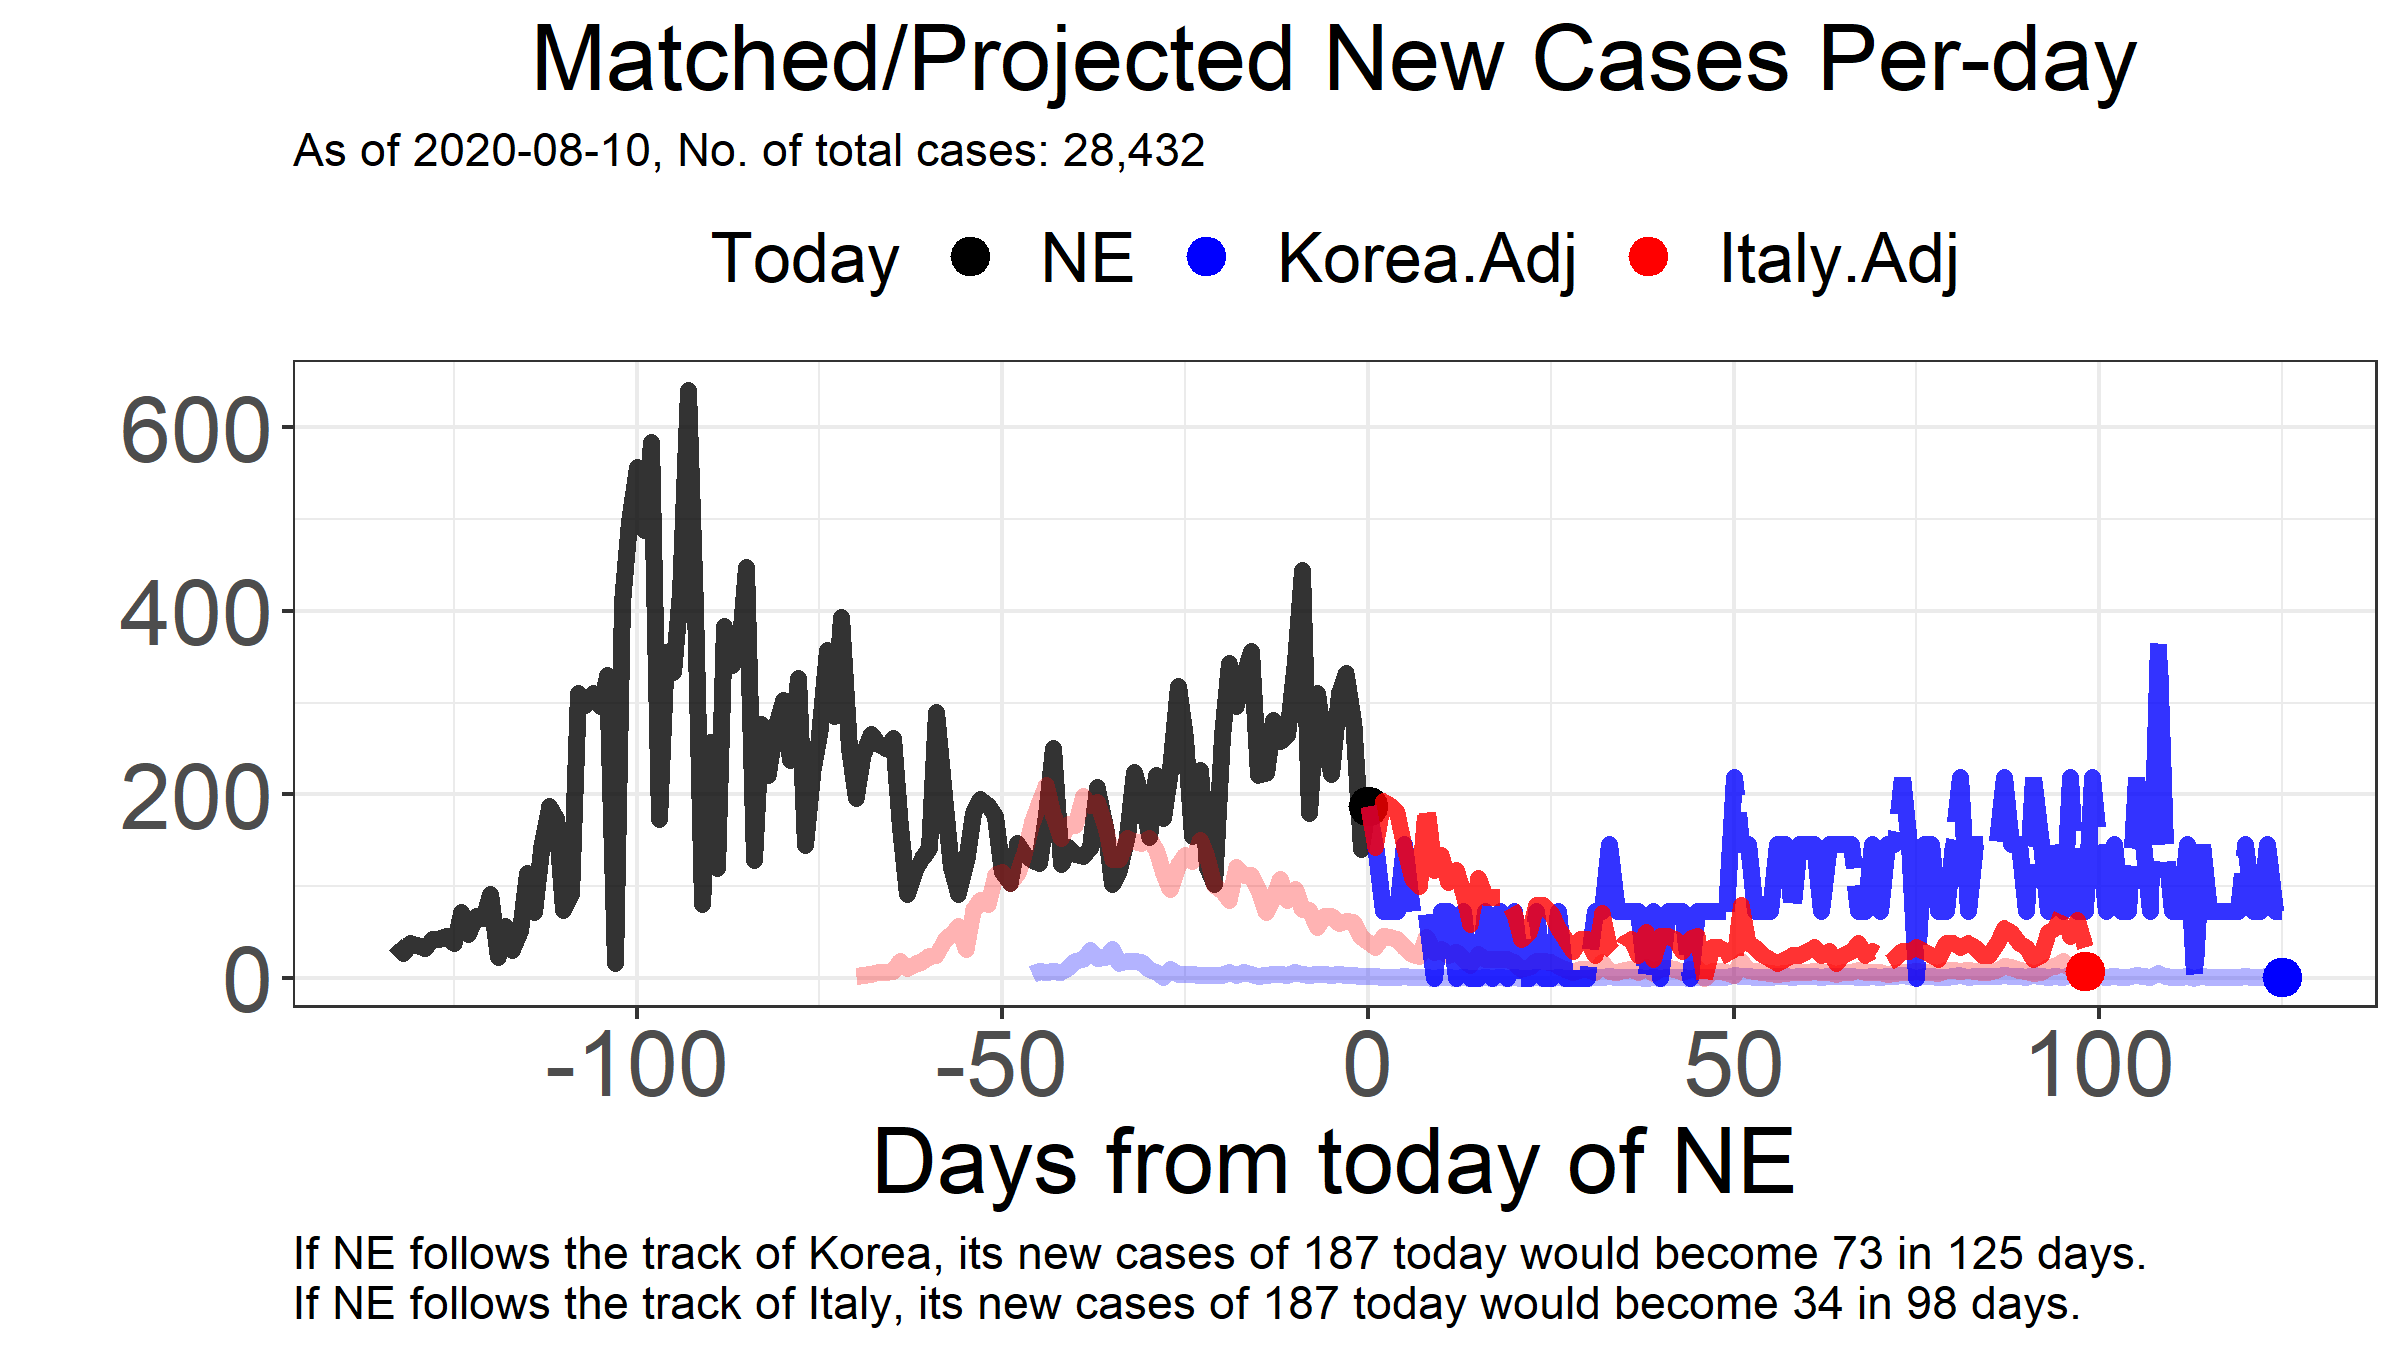 Matched/Projected New Cases Per-day
As of 2020-08-10, No. of total cases: 28,432
Today NE Korea.Adj Italy.Adj
600
400
200
0
-100 -50 0 50 100
Days from today of NE
If NE follows the track of Korea, its new cases of 187 today would become 73 in 125 days.
If NE follows the track of Italy, its new cases of 187 today would become 34 in 98 days.